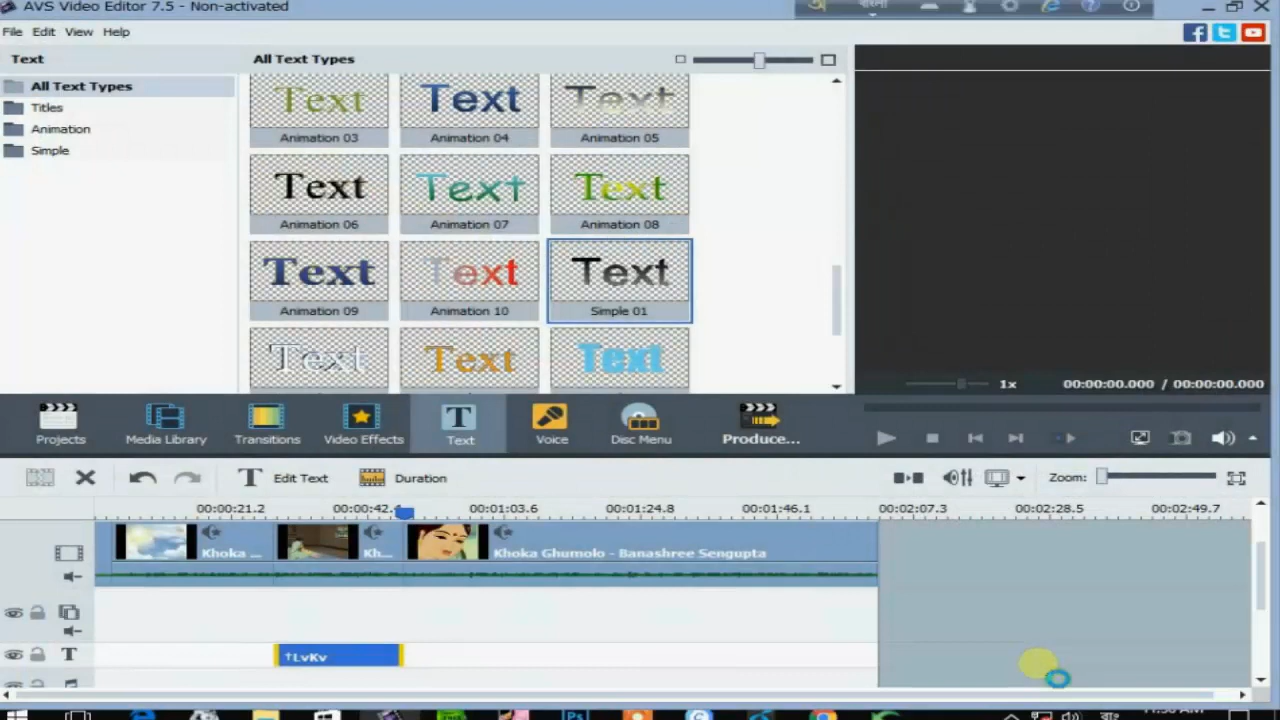 AVS Video Editor 7.5 - Non-activated
বাংলা
File Edit View Help
Text
All Text Types
All Text Types
Titles
Animation
Simple
Text Text Text
Animation 03 Animation 04 Animation 05
Text Text Text
Animation 06 Animation 07 Animation 08
Text Text Text
Animation 09 Animation 10 Simple 01
Text Text Text
1x 00:00:00.000 / 00:00:00.000
Projects Media Library Transitions Video Effects Text Voice Disc Menu Produce...
T Edit Text Duration Zoom:
00:00:21.2 00:00:42. 00:01:03.6 00:01:24.8 00:01:46.1 00:02:07.3 00:02:28.5 00:02:49.7
Khoka ... Kh... Khoka Ghumolo - Banashree Sengupta
T †LvKv
Ps